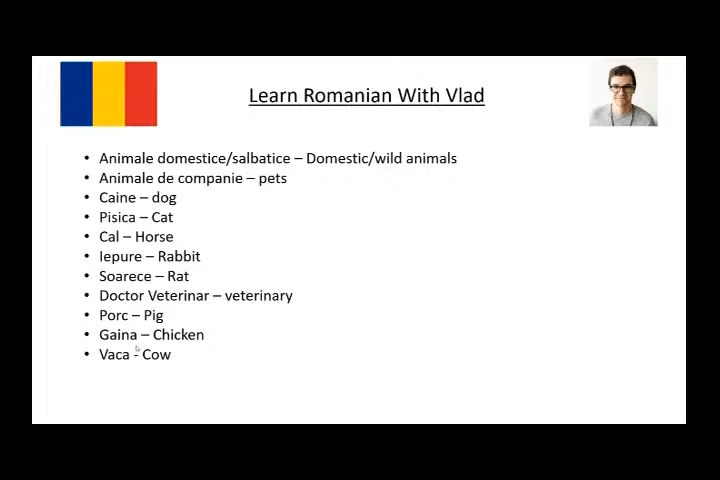 Learn Romanian With Vlad
• Animale domestice/salbatice – Domestic/wild animals
• Animale de companie – pets
• Caine – dog
• Pisica – Cat
• Cal – Horse
• Iepure – Rabbit
• Soarece – Rat
• Doctor Veterinar – veterinary
• Porc – Pig
• Gaina – Chicken
• Vaca - Cow